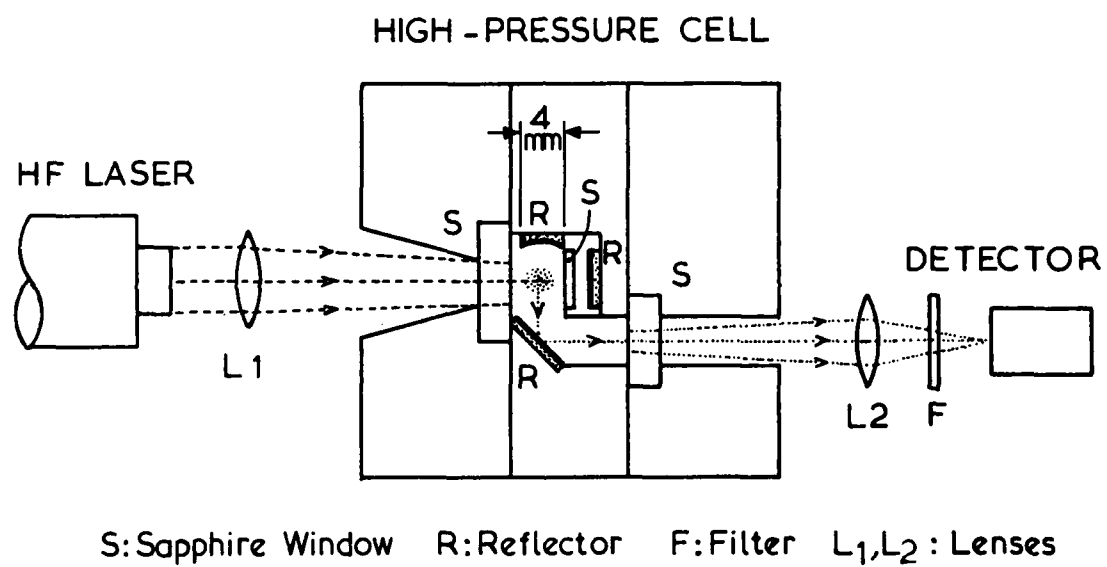 HIGH-PRESSURE CELL
4
mm
HF LASER
S
R
S
R
S
DETECTOR
L1
R
L2
F
S: Sapphire Window R: Reflector F: Filter L₁,L₂ : Lenses